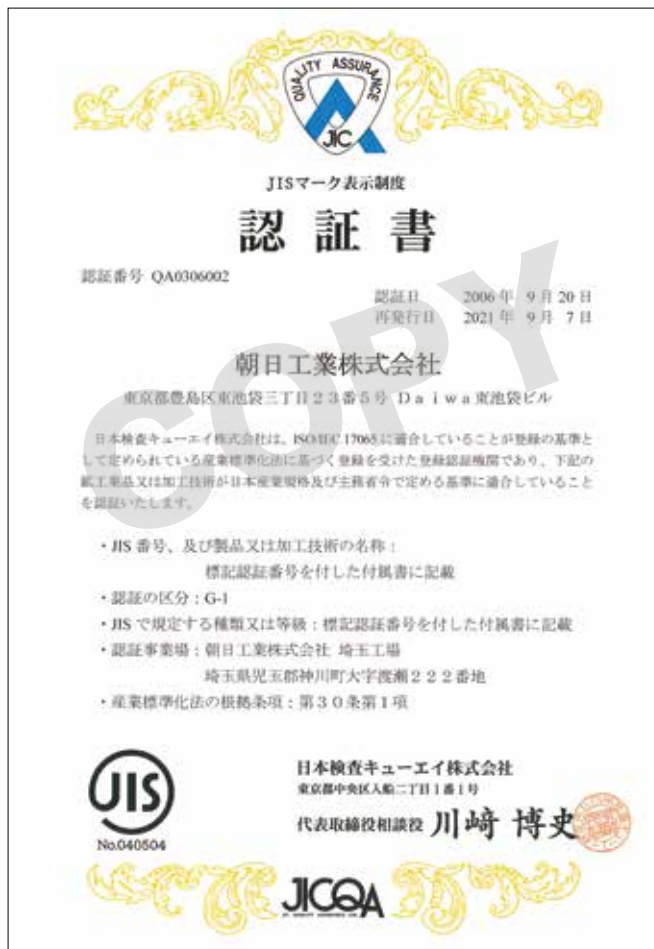 QUALITY ASSURANCE
JIC
JISマーク表示制度
認証書
認証番号 QA0306002
認証日 2006年 9月20日
再発行日 2021年 9月 7日
朝日工業株式会社
東京都豊島区東池袋三丁目23番5号 Daiwa東池袋ビル
日本検査キューエイ株式会社は、ISO/IEC 17065に適合していることが登録の基準と
して定められている産業標準化法に基づく登録を受けた登録認証機関であり、下記の
鉱工業品又は加工技術が日本産業規格及び主務省令で定める基準に適合していること
を認証いたします。
・JIS 番号、及び製品又は加工技術の名称:
標記認証番号を付した付属書に記載
・認証の区分:G-1
・JISで規定する種類又は等級:標記認証番号を付した付属書に記載
・認証事業場:朝日工業株式会社 埼玉工場
埼玉県児玉郡神川町大字渡瀬222番地
・産業標準化法の根拠条項:第30条第1項
COPY
JIS
No.040504
日本検査キューエイ株式会社
東京都中央区入船二丁目1番1号
代表取締役相談役 川﨑 博史
JICQA